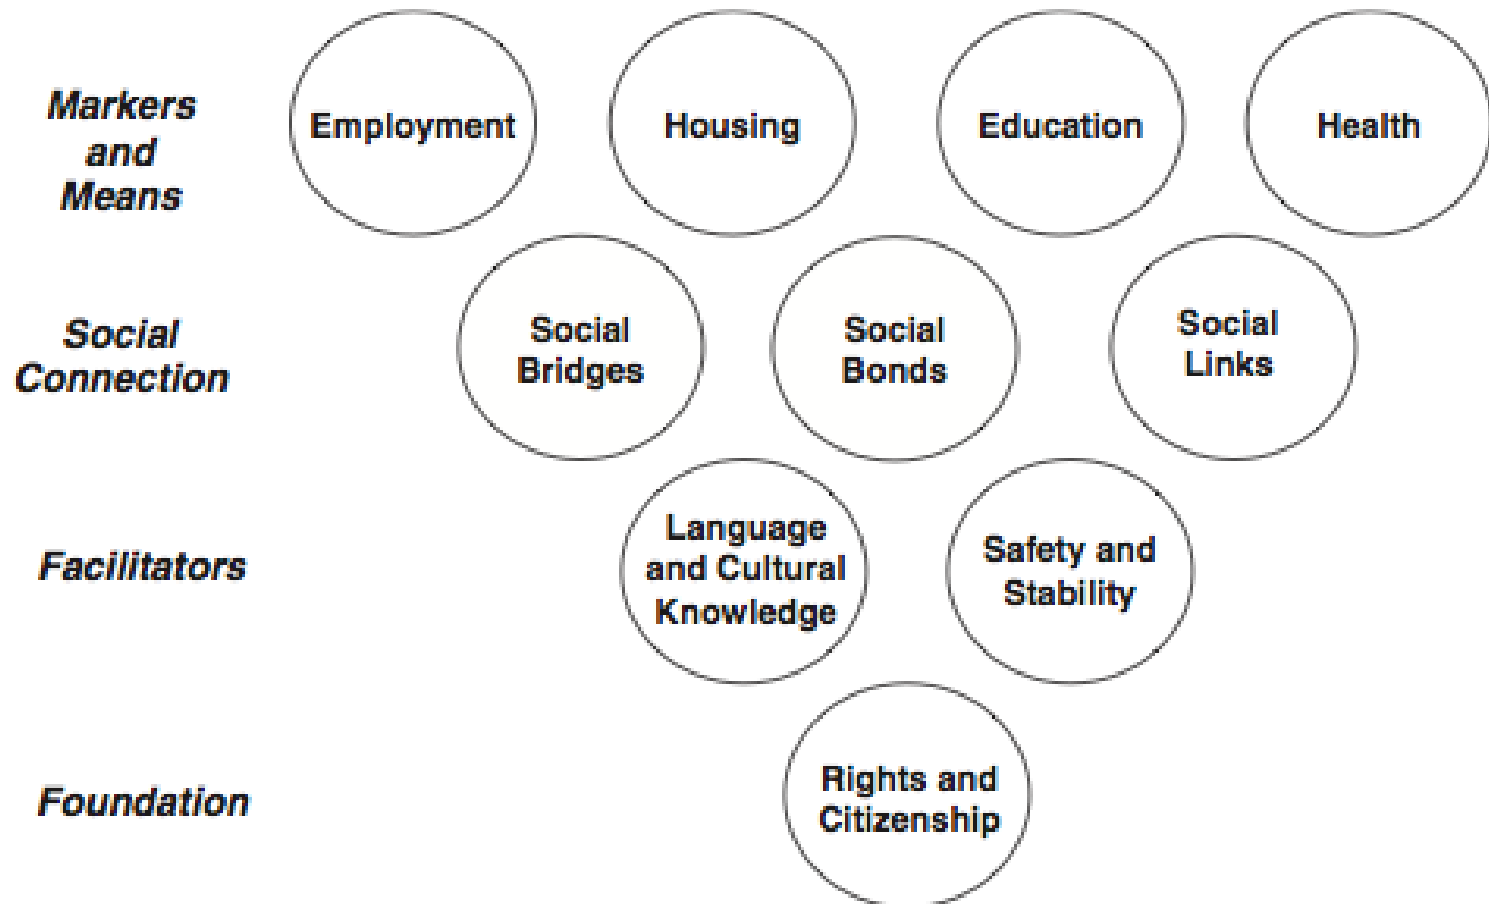 Markers
and
Means
Employment
Housing
Education
Health
Social
Connection
Social
Bridges
Social
Bonds
Social
Links
Facilitators
Language
and Cultural
Knowledge
Safety and
Stability
Foundation
Rights and
Citizenship